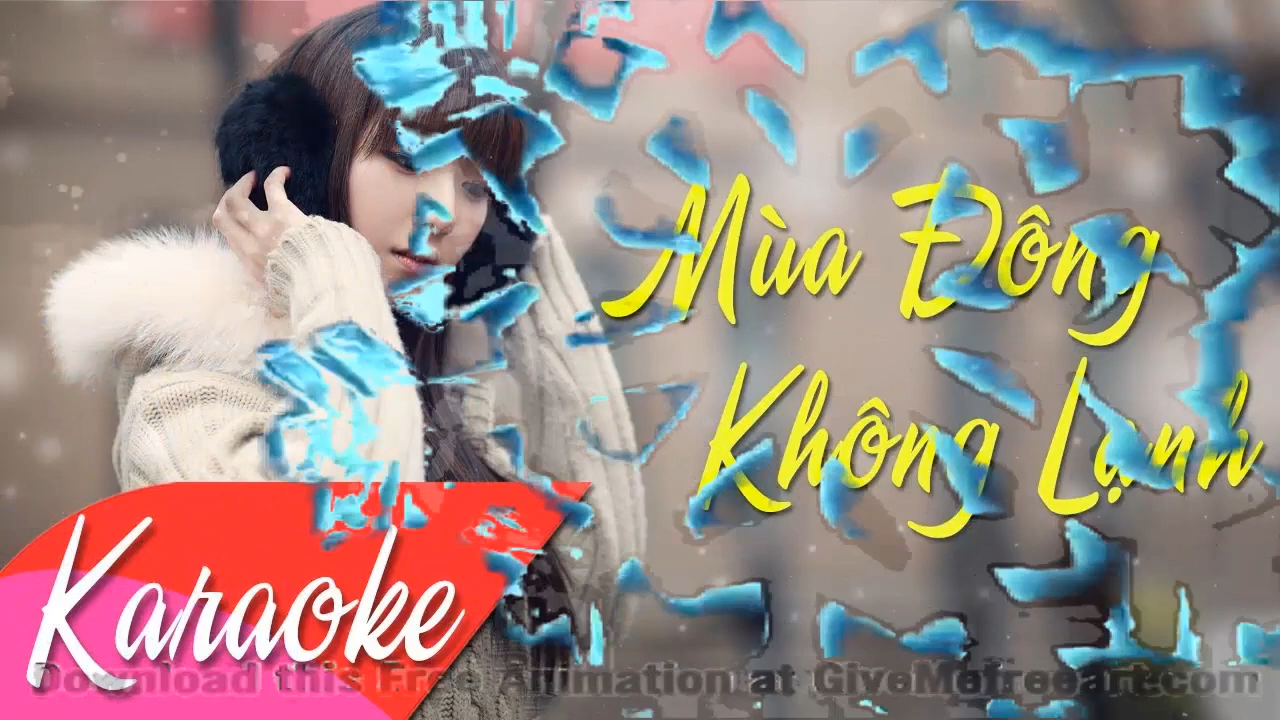 Mùa Đông
Không Lạnh
Karaoke
Download this Free Animation at GiveMefreeart.com